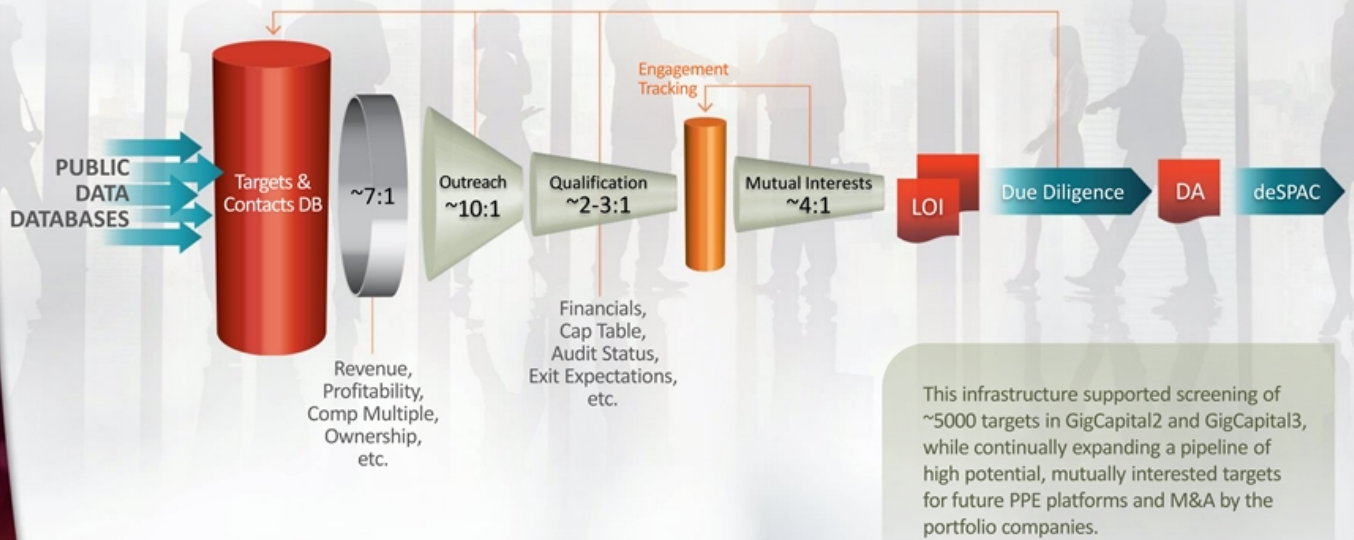 Engagement
Tracking
PUBLIC
DATA
DATABASES
Targets &
Contacts DB
~7:1
Outreach
~10:1
Qualification
~2-3:1
Mutual Interests
~4:1
LOI
Due Diligence
DA
deSPAC
Revenue,
Profitability,
Comp Multiple,
Ownership,
etc.
Financials,
Cap Table,
Audit Status,
Exit Expectations,
etc.
This infrastructure supported screening of
~5000 targets in GigCapital2 and GigCapital3,
while continually expanding a pipeline of
high potential, mutually interested targets
for future PPE platforms and M&A by the
portfolio companies.